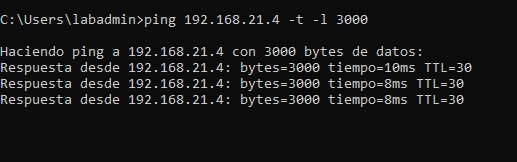 C:\Users\labadmin>ping 192.168.21.4 -t -l 3000
Haciendo ping a 192.168.21.4 con 3000 bytes de datos:
Respuesta desde 192.168.21.4: bytes=3000 tiempo=10ms TTL=30
Respuesta desde 192.168.21.4: bytes=3000 tiempo=8ms TTL=30
Respuesta desde 192.168.21.4: bytes=3000 tiempo=8ms TTL=30